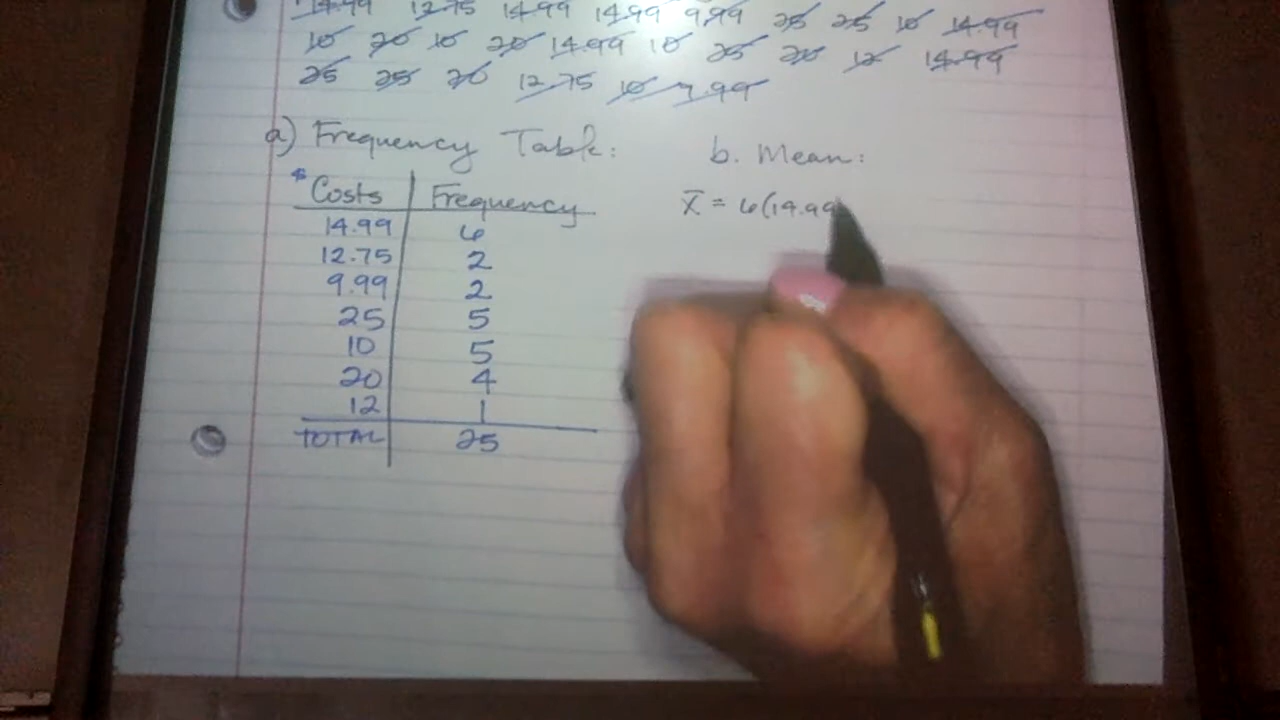 14.99 12.75 14.99 14.99 9.99 25 25 10 14.99
10 20 10 20 14.99 10 25 20 12 14.99
25 25 20 12.75 10 9.99
a) Frequency Table:
b. Mean:
$ Costs Frequency
x̄ = 6(14.99
14.99 6
12.75 2
9.99 2
25 5
10 5
20 4
12 1
TOTAL 25